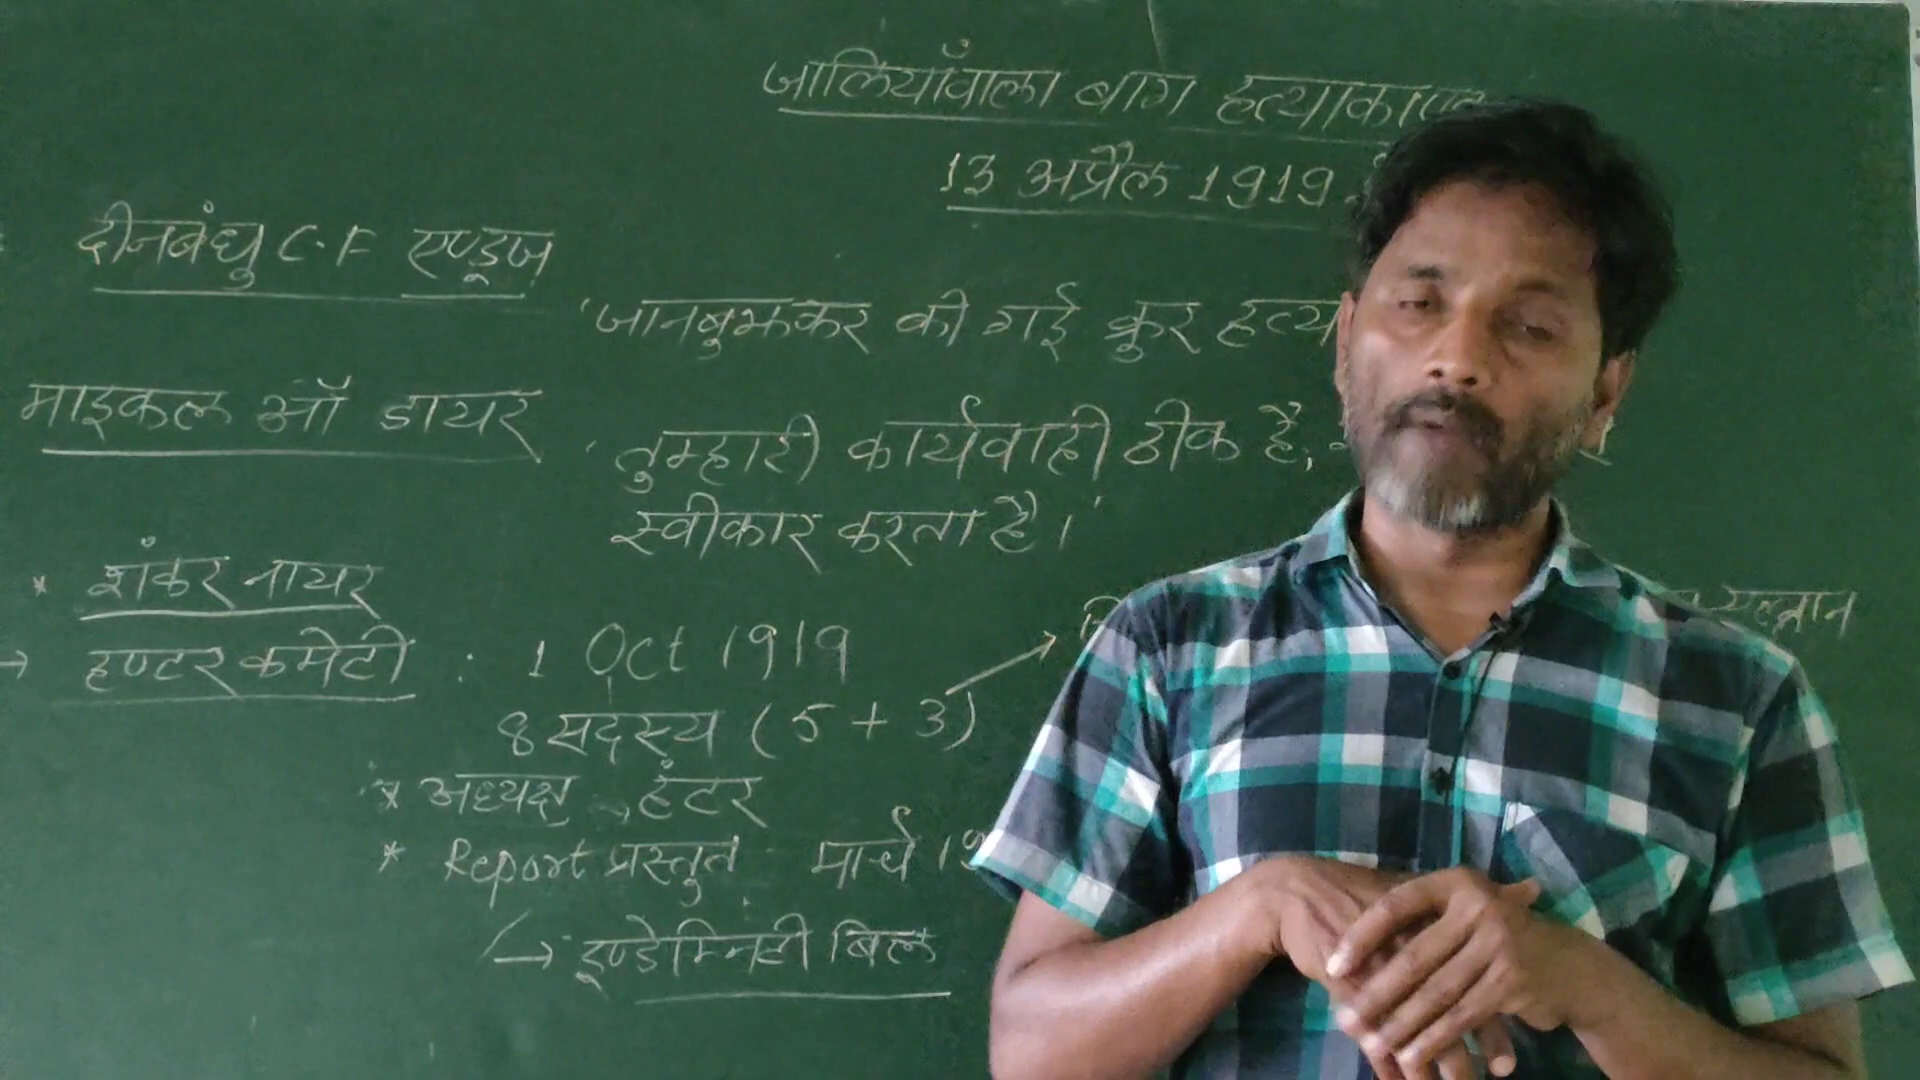 जालियाँवाला बाग हत्याकाण्ड
13 अप्रैल 1919
दीनबंधु C.F एण्ड्रूज
'जानबुझकर की गई क्रुर हत्य
माइकल ऑ डायर
'तुम्हारी कार्यवाही ठीक है,
स्वीकार करता है।'
* शंकर नायर
→ हण्टर कमेटी : 1 Oct 1919
8 सदस्य (5 + 3) →
* अध्यक्ष → हंटर
* Report प्रस्तुत मार्च 19
↳ इण्डेम्निटी बिल